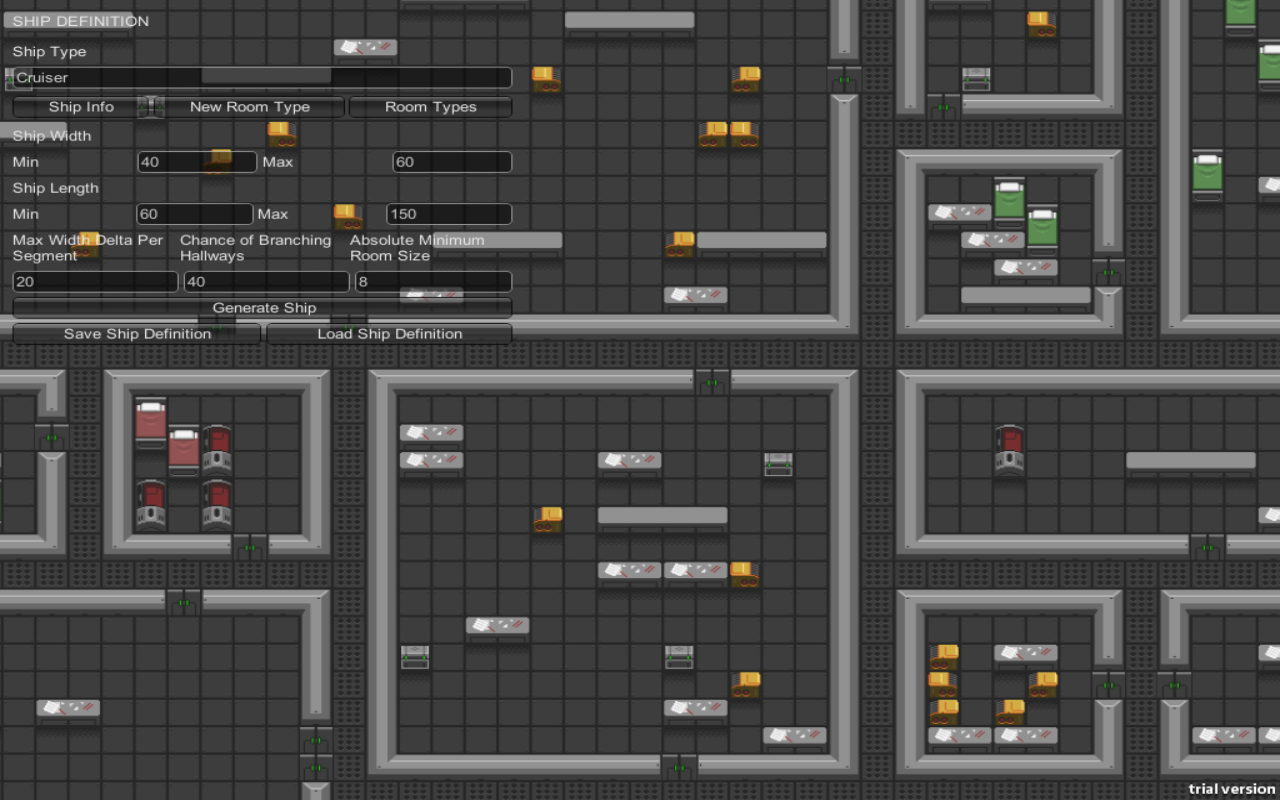 SHIP DEFINITION
Ship Type
Cruiser
Ship Info New Room Type Room Types
Ship Width
Min 40 Max 60
Ship Length
Min 60 Max 150
Max Width Delta Per Segment Chance of Branching Hallways Absolute Minimum Room Size
20 40 8
Generate Ship
Save Ship Definition Load Ship Definition
trial version